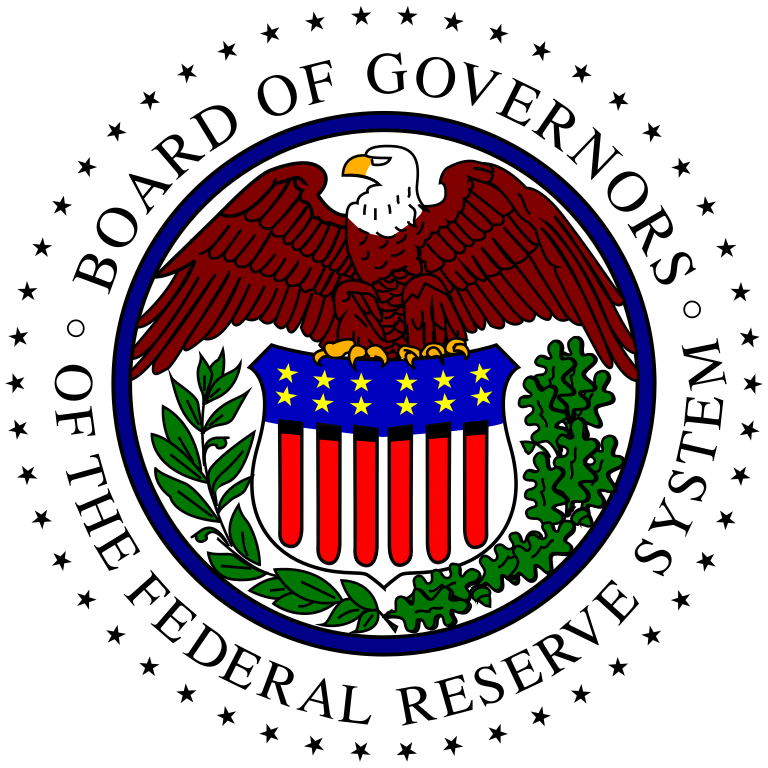 BOARD OF GOVERNORS
OF THE FEDERAL RESERVE SYSTEM